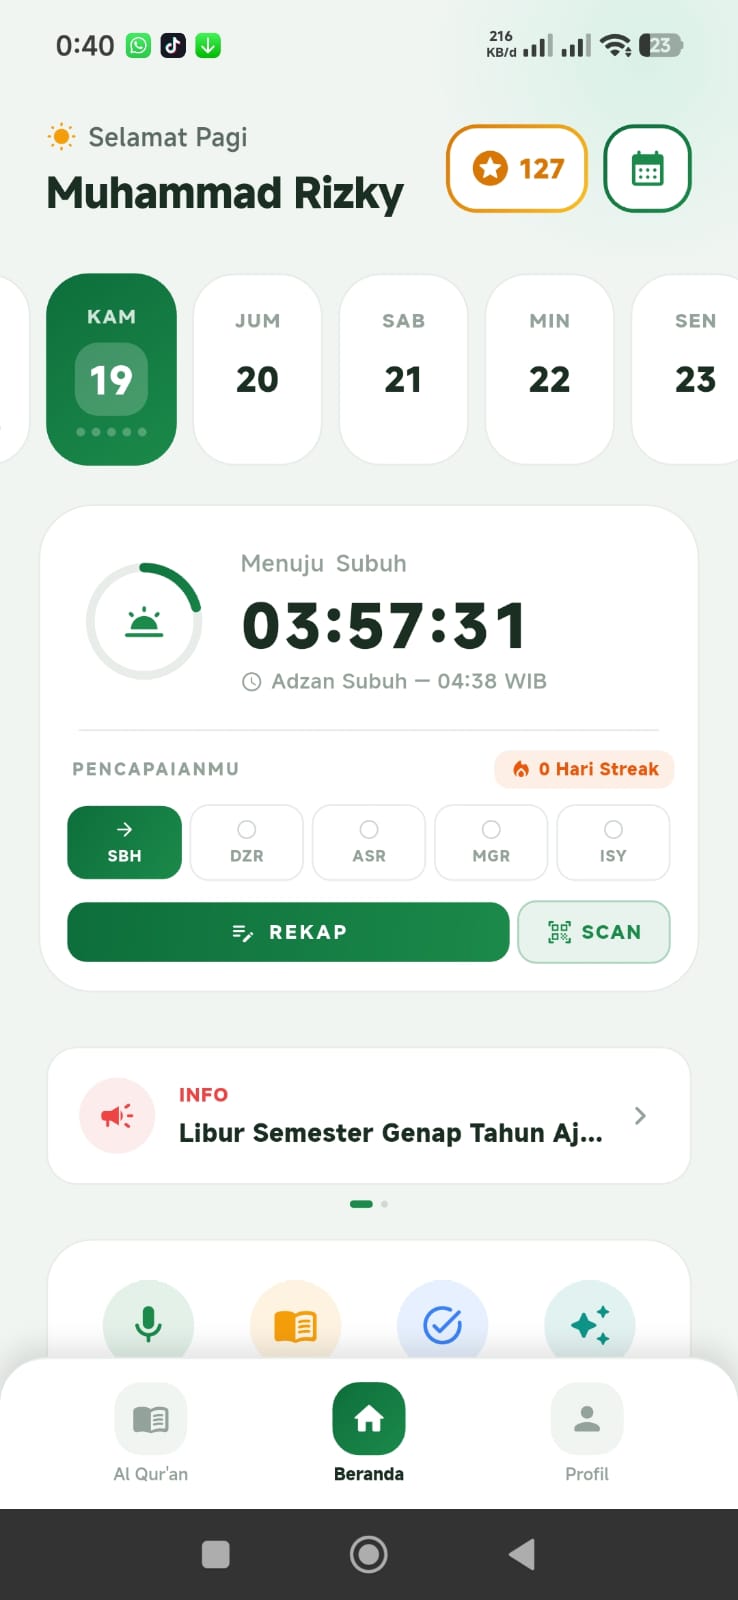 0:40
216
KB/d
23
Selamat Pagi
Muhammad Rizky
127
KAM
19
JUM
20
SAB
21
MIN
22
SEN
23
Menuju Subuh
03:57:31
Adzan Subuh — 04:38 WIB
PENCAPAIANMU
0 Hari Streak
SBH
DZR
ASR
MGR
ISY
REKAP
SCAN
INFO
Libur Semester Genap Tahun Aj...
Al Qur'an
Beranda
Profil